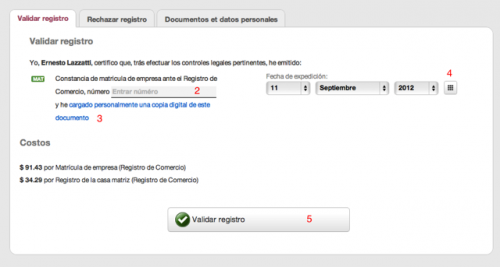 Validar registro Rechazar registro Documentos et datos personales
Validar registro
Yo, Ernesto Lazzatti, certifico que, trás efectuar los controles legales pertinentes, he emitido:
MAT Constancia de matrícula de empresa ante el Registro de
Comercio, número Entrar número 2
y he cargado personalmente una copia digital de este
documento 3
Fecha de expedición: 4
11 Septiembre 2012
Costos
$ 91.43 por Matrícula de empresa (Registro de Comercio)
$ 34.29 por Registro de la casa matriz (Registro de Comercio)
Validar registro 5